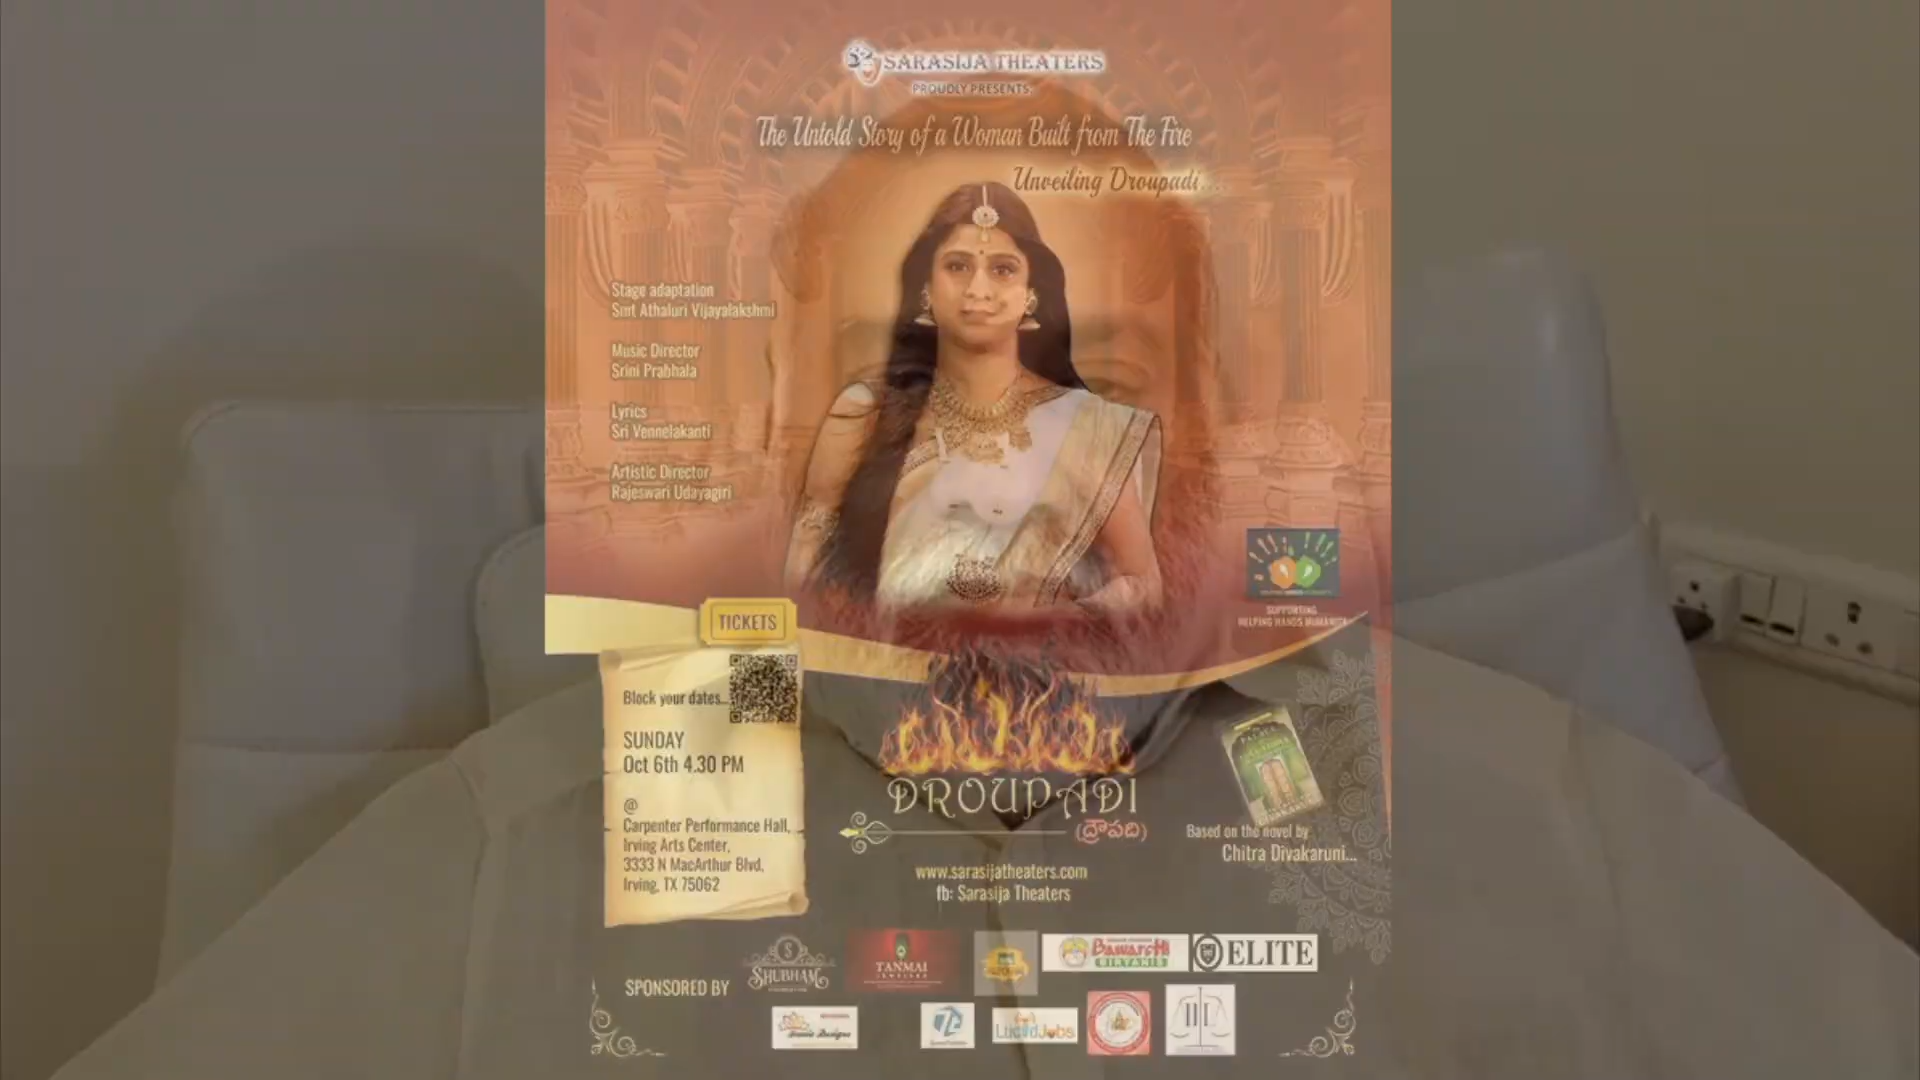 SARASIJA THEATERS
PROUDLY PRESENTS
The Untold Story of a Woman Built from The Fire
Unveiling Droupadi....
Stage adaptation
Smt Athaluri Vijayalakshmi
Music Director
Srini Prabhala
Lyrics
Sri Vennelakanti
Artistic Director
Rajeswari Udayagiri
SUPPORTING
HELPING HANDS HUMANITY
TICKETS
Block your dates...
SUNDAY
Oct 6th 4.30 PM
@
Carpenter Performance Hall,
Irving Arts Center,
3333 N MacArthur Blvd,
Irving, TX 75062
DROUPADI
(ద్రౌపది)
www.sarasijatheaters.com
fb: Sarasija Theaters
Based on the novel by
Chitra Divakaruni...
SPONSORED BY
SHUBHAM
TANMAI
JEWELERS
BAWARCHI
BIRYANIS
ELITE
LucidJobs